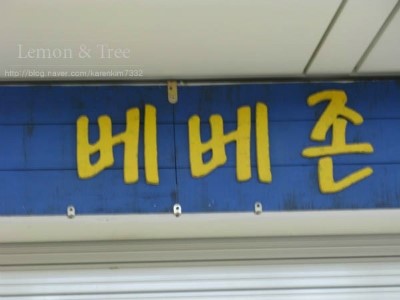 Lemon & Tree
http://blog.naver.com/karenkim7332
베베존